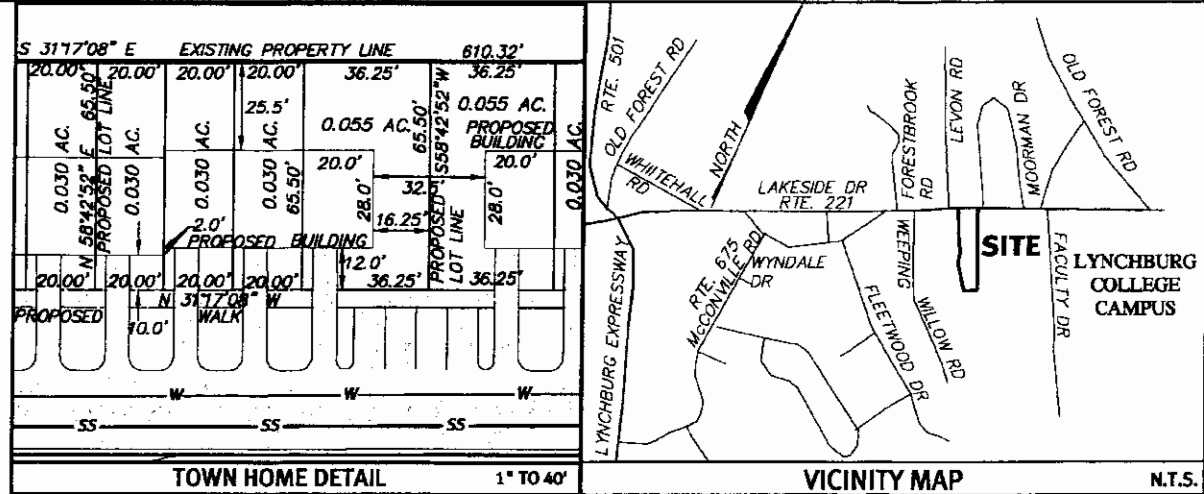 S 31°17'08" E EXISTING PROPERTY LINE 610.32'
20.00' 20.00' 20.00' 20.00' 36.25' 36.25'
25.5'
0.055 AC.
0.055 AC.
PROPOSED BUILDING
N 58°42'52" E 65.50'
PROPOSED LOT LINE
0.030 AC.
0.030 AC.
0.030 AC.
0.030 AC.
65.50'
S58°42'52"W
65.50'
PROPOSED LOT LINE
0.030 AC.
20.0' 20.0'
32.5'
28.0' 28.0'
16.25'
2.0'
PROPOSED BUILDING
12.0'
20.00' 20.00' 20.00' 20.00' 36.25' 36.25'
N 31°17'08" W
PROPOSED WALK
10.0'
W W W
SS SS SS
TOWN HOME DETAIL 1" TO 40'
RTE. 501
OLD FOREST RD
WHIITEHALL RD
NORTH
LAKESIDE DR
RTE. 221
FORESTBROOK RD
LEVON RD
MOORMAN DR
OLD FOREST RD
LYNCHBURG EXPRESSWAY
RTE. 675
McCONVILLE RD
WYNDALE DR
FLEETWOOD DR
WEEPING WILLOW RD
SITE
FACULTY DR
LYNCHBURG
COLLEGE
CAMPUS
VICINITY MAP N.T.S.